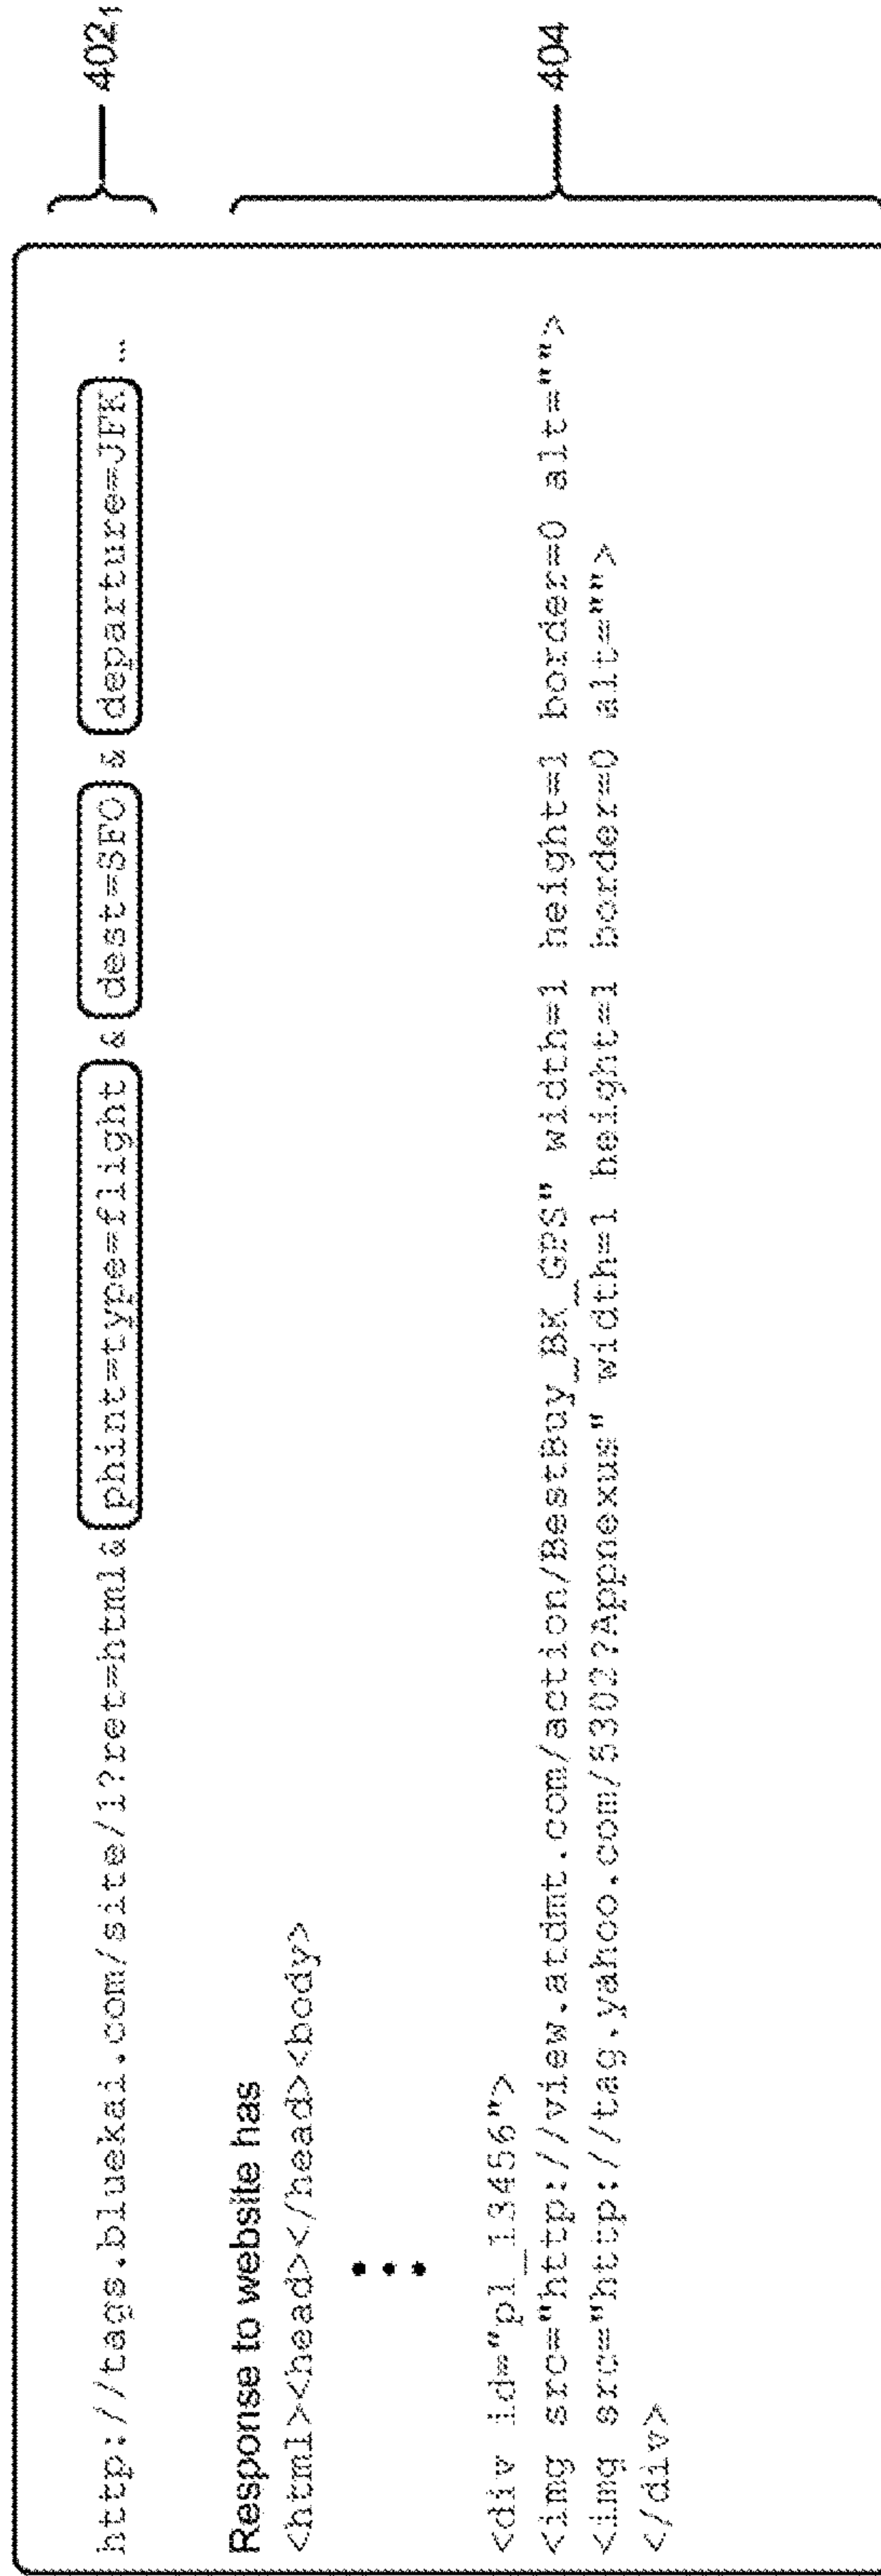 http://tags.bluekai.com/site/1?ret=html& phint=type=flight & dest=SFO & departure=JFK ...
402₁
Response to website has
<html><head></head><body>
<div id="pl_13456">
<img src="http://view.atdmt.com/action/BestBuy_BK_GPS" width=1 height=1 border=0 alt="">
<img src="http://tag.yahoo.com/5302?Appnexus" width=1 height=1 border=0 alt="">
</div>
404